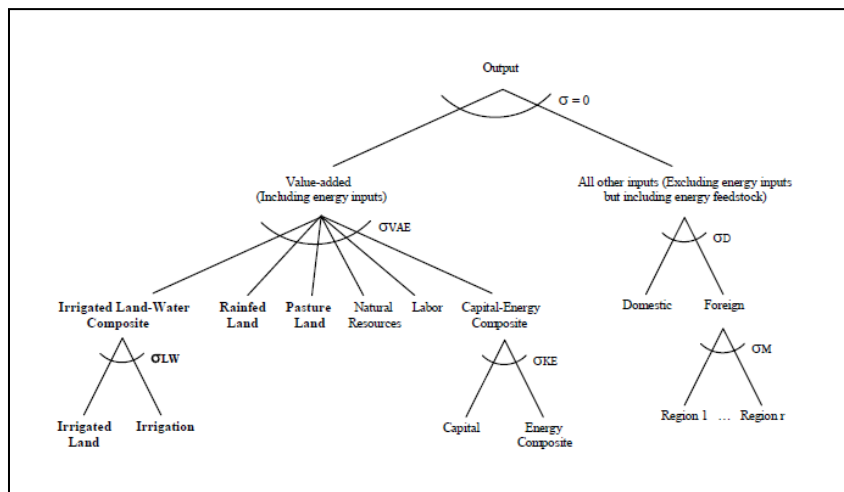 Output
σ = 0
Value-added
(Including energy inputs)
All other inputs (Excluding energy inputs
but including energy feedstock)
σVAE
σD
Irrigated Land-Water
Composite
Rainfed
Land
Pasture
Land
Natural
Resources
Labor
Capital-Energy
Composite
Domestic
Foreign
σLW
σKE
σM
Irrigated
Land
Irrigation
Capital
Energy
Composite
Region 1 … Region r